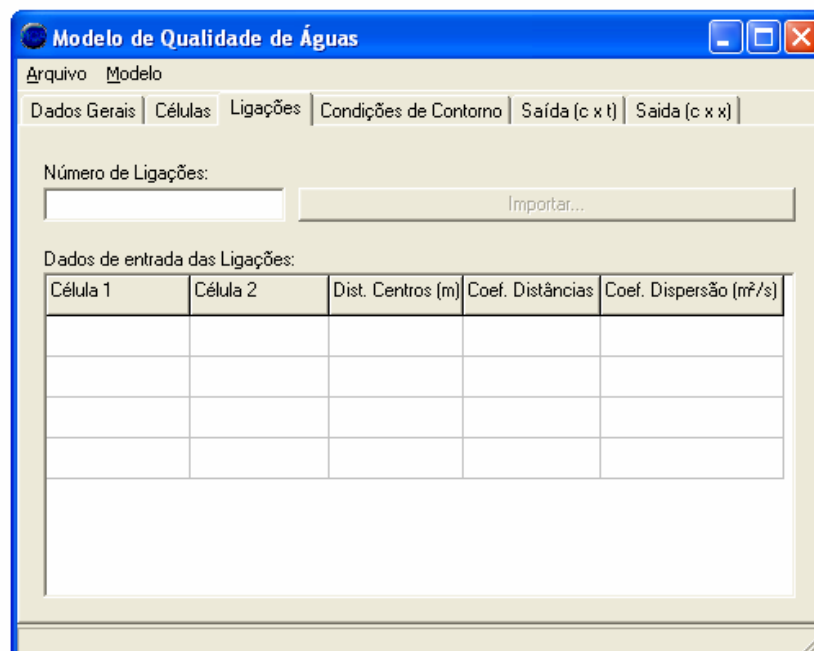 Modelo de Qualidade de Águas
Arquivo Modelo
Dados Gerais Células Ligações Condições de Contorno Saída (c x t) Saida (c x x)
Número de Ligações:
Importar...
Dados de entrada das Ligações:
Célula 1 Célula 2 Dist. Centros (m) Coef. Distâncias Coef. Dispersão (m²/s)